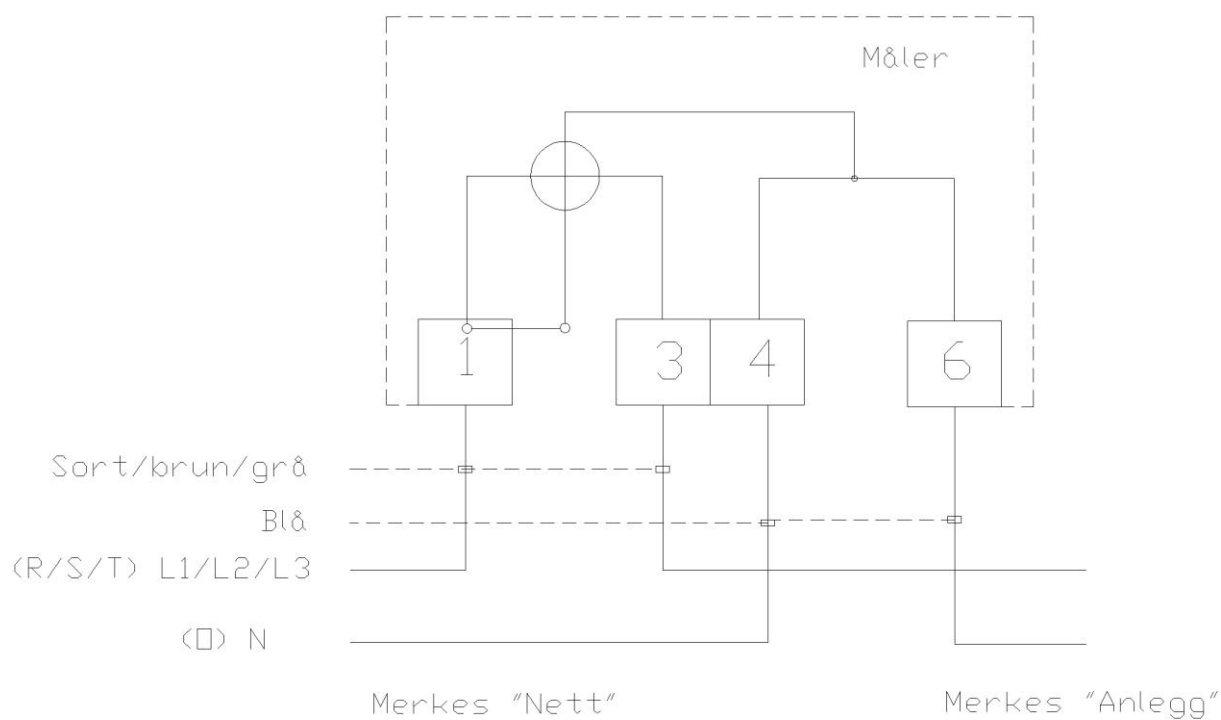 Måler
1 3 4 6
Sort/brun/grå
Blå
(R/S/T) L1/L2/L3
(□) N
Merkes "Nett" Merkes "Anlegg"